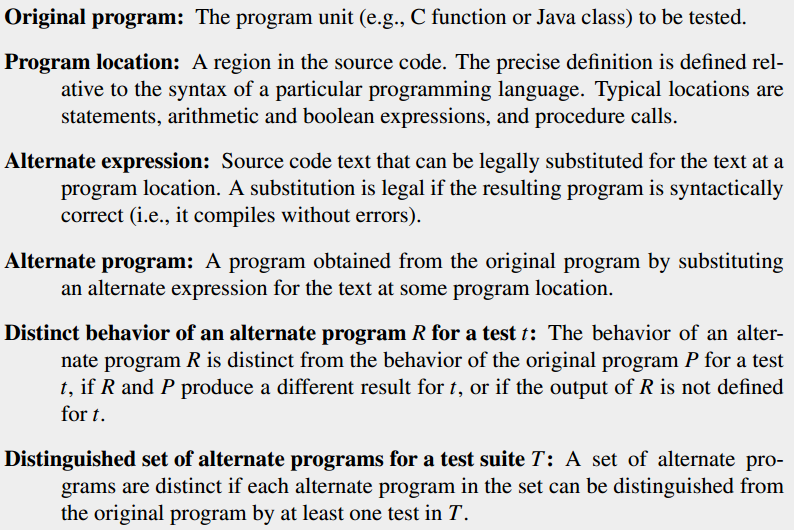 Original program: The program unit (e.g., C function or Java class) to be tested.
Program location: A region in the source code. The precise definition is defined rel-
ative to the syntax of a particular programming language. Typical locations are
statements, arithmetic and boolean expressions, and procedure calls.
Alternate expression: Source code text that can be legally substituted for the text at a
program location. A substitution is legal if the resulting program is syntactically
correct (i.e., it compiles without errors).
Alternate program: A program obtained from the original program by substituting
an alternate expression for the text at some program location.
Distinct behavior of an alternate program R for a test t: The behavior of an alter-
nate program R is distinct from the behavior of the original program P for a test
t, if R and P produce a different result for t, or if the output of R is not defined
for t.
Distinguished set of alternate programs for a test suite T: A set of alternate pro-
grams are distinct if each alternate program in the set can be distinguished from
the original program by at least one test in T.